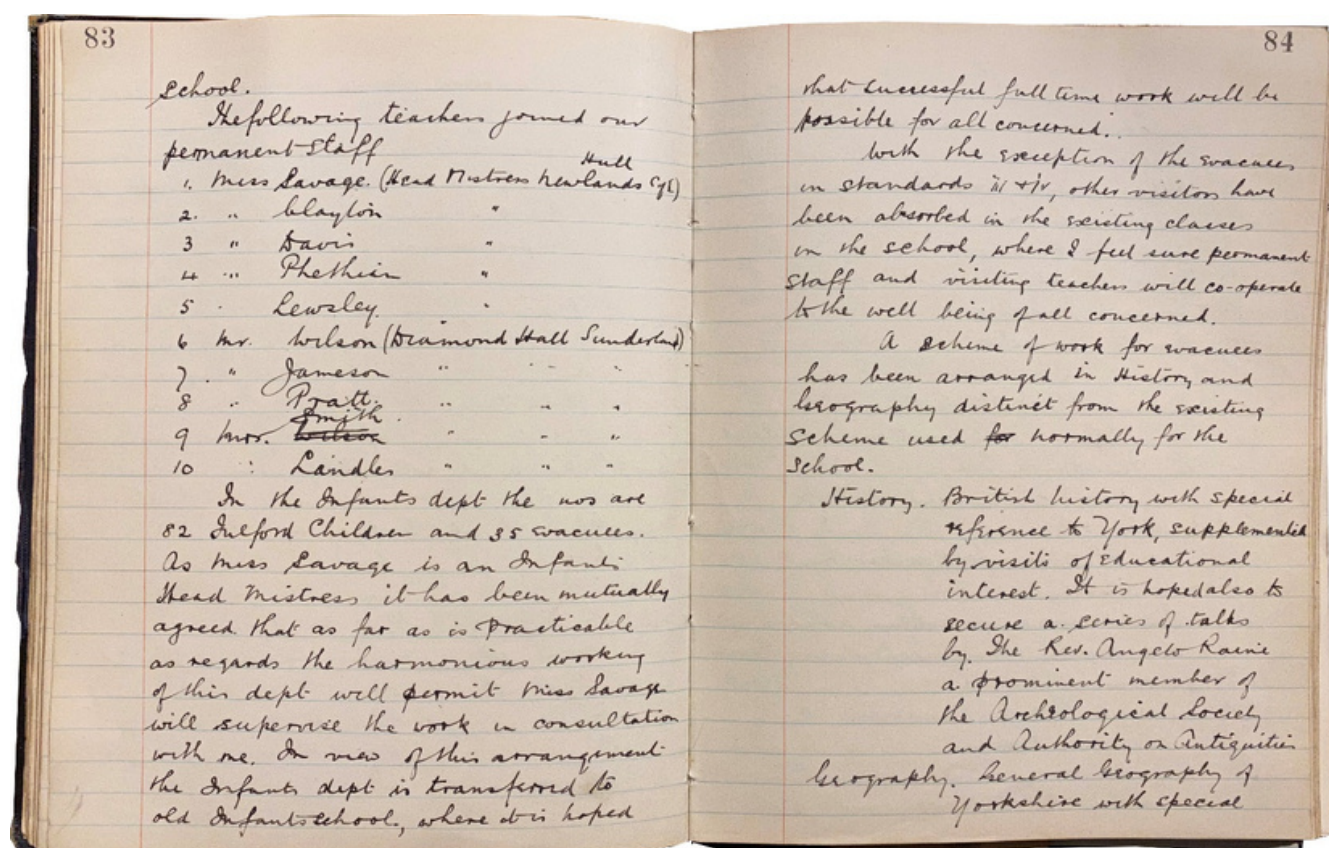 83
school.
The following teachers joined our
permanent staff
Hull
1. Miss Savage. (Head Mistress Newlands Cyl)
2. " Clayton "
3 " Davis "
4 " Phethian "
5 . Lewsley. "
6 Mr. Wilson (Diamond Hall Sunderland)
7. " Jameson " " " "
8 " Pratt. " " "
Smith
9 Mrs. Wilson " " "
10 " Landles " " "
In the Infants dept the nos are
82 Fulford Children and 35 evacuees.
As Miss Savage is an Infants
Head Mistress it has been mutually
agreed that as far as is practicable
as regards the harmonious working
of this dept will permit Miss Savage
will supervise the work in consultation
with me. In view of this arrangement
the Infants dept is transferred to
old Infants school, where it is hoped
84
that successful full time work will be
possible for all concerned..
With the exception of the evacuees
in standards iii + iv, other visitors have
been absorbed in the existing classes
in the school, where I feel sure permanent
staff and visiting teachers will co-operate
to the well being of all concerned.
A scheme of work for evacuees
has been arranged in History and
Geography distinct from the existing
scheme used for normally for the
school.
History. British history with special
reference to York, supplemented
by visits of educational
interest. It is hoped also to
secure a series of talks
by. The Rev. Angelo Raine
a prominent member of
the Archeological Society
and Authority on Antiquities
Geography. General Geography of
Yorkshire with special